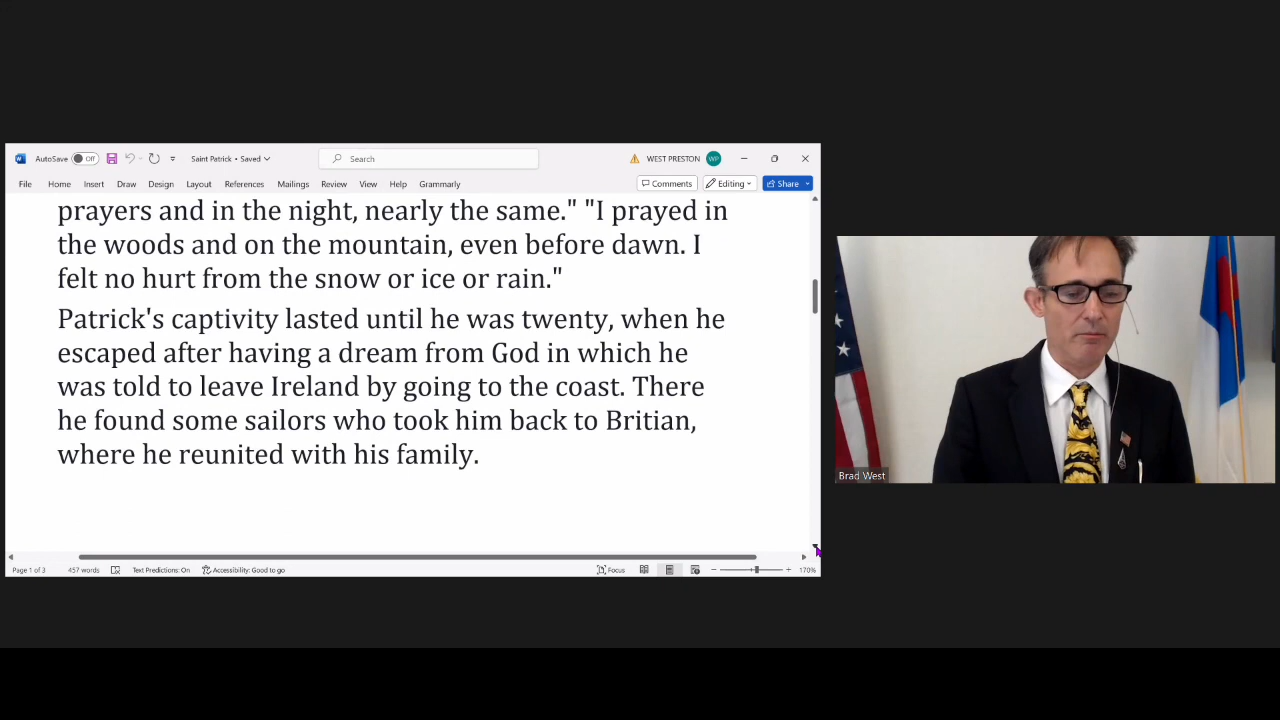 AutoSave Off Saint Patrick • Saved Search WEST PRESTON WP
File Home Insert Draw Design Layout References Mailings Review View Help Grammarly Comments Editing Share
prayers and in the night, nearly the same." "I prayed in
the woods and on the mountain, even before dawn. I
felt no hurt from the snow or ice or rain."
Patrick's captivity lasted until he was twenty, when he
escaped after having a dream from God in which he
was told to leave Ireland by going to the coast. There
he found some sailors who took him back to Britian,
where he reunited with his family.
Brad West
Page 1 of 3 457 words Text Predictions: On Accessibility: Good to go Focus 170%